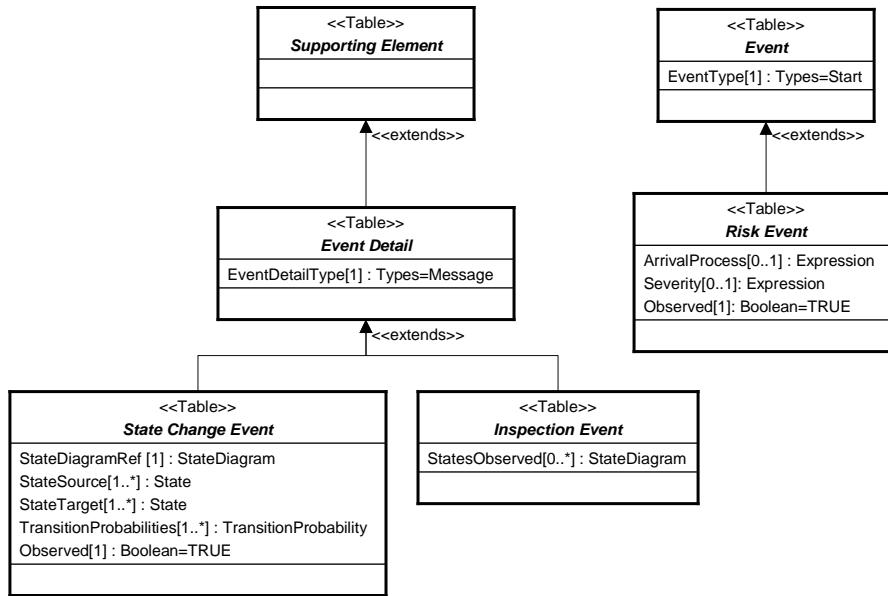 <<Table>>
Supporting Element
<<extends>>
<<Table>>
Event Detail
EventDetailType[1] : Types=Message
<<extends>>
<<Table>>
State Change Event
StateDiagramRef [1] : StateDiagram
StateSource[1..*] : State
StateTarget[1..*] : State
TransitionProbabilities[1..*] : TransitionProbability
Observed[1] : Boolean=TRUE
<<Table>>
Inspection Event
StatesObserved[0..*] : StateDiagram
<<Table>>
Event
EventType[1] : Types=Start
<<extends>>
<<Table>>
Risk Event
ArrivalProcess[0..1] : Expression
Severity[0..1]: Expression
Observed[1]: Boolean=TRUE